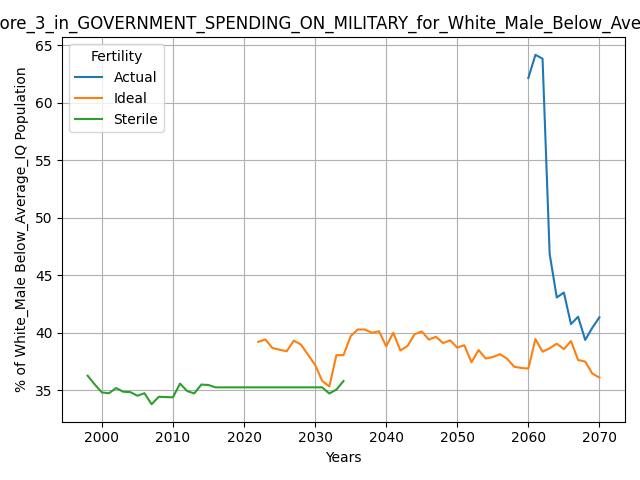 ore_3_in_GOVERNMENT_SPENDING_ON_MILITARY_for_White_Male_Below_Ave
Fertility
Actual
Ideal
Sterile
% of White_Male Below_Average_IQ Population
65
60
55
50
45
40
35
2000 2010 2020 2030 2040 2050 2060 2070
Years